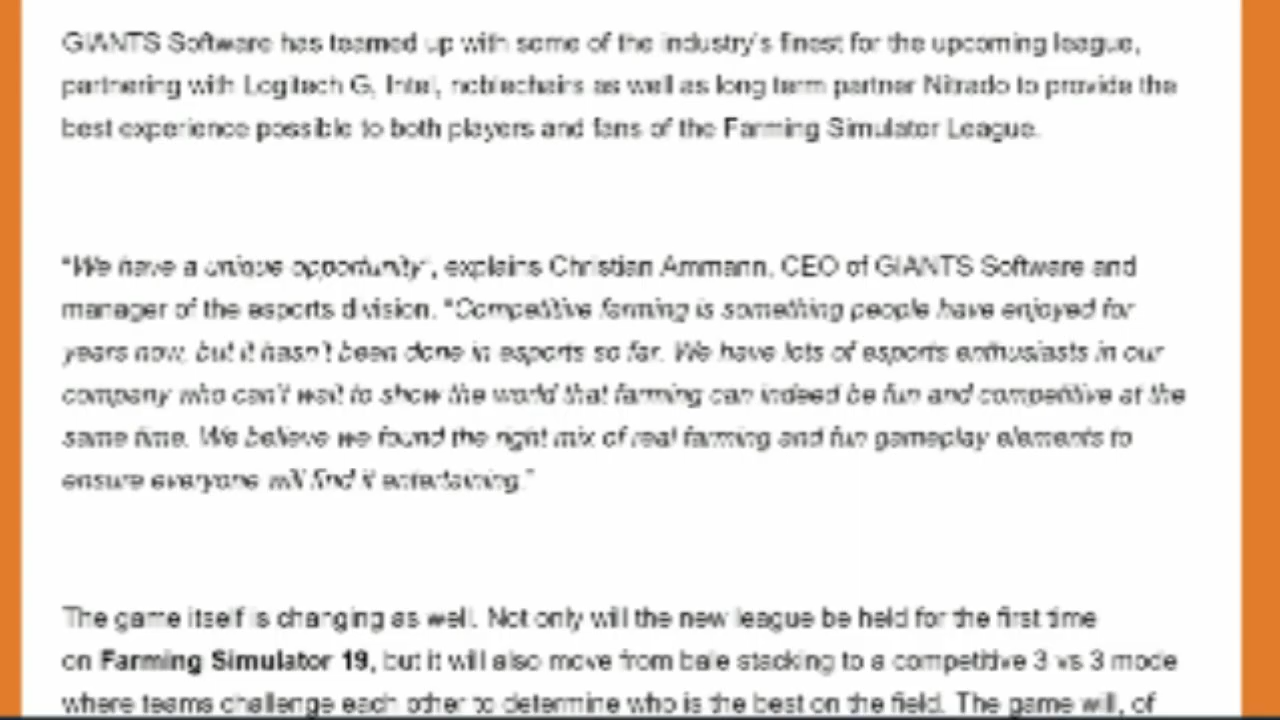 GIANTS Software has teamed up with some of the industry's finest for the upcoming league,
partnering with Logitech G, Intel, noblechairs as well as long term partner Nitrado to provide the
best experience possible to both players and fans of the Farming Simulator League.
"We have a unique opportunity", explains Christian Ammann, CEO of GIANTS Software and
manager of the esports division. "Competitive farming is something people have enjoyed for
years now, but it hasn't been done in esports so far. We have lots of esports enthusiasts in our
company who can't wait to show the world that farming can indeed be fun and competitive at the
same time. We believe we found the right mix of real farming and fun gameplay elements to
ensure everyone will find it entertaining."
The game itself is changing as well. Not only will the new league be held for the first time
on Farming Simulator 19, but it will also move from bale stacking to a competitive 3 vs 3 mode
where teams challenge each other to determine who is the best on the field. The game will, of